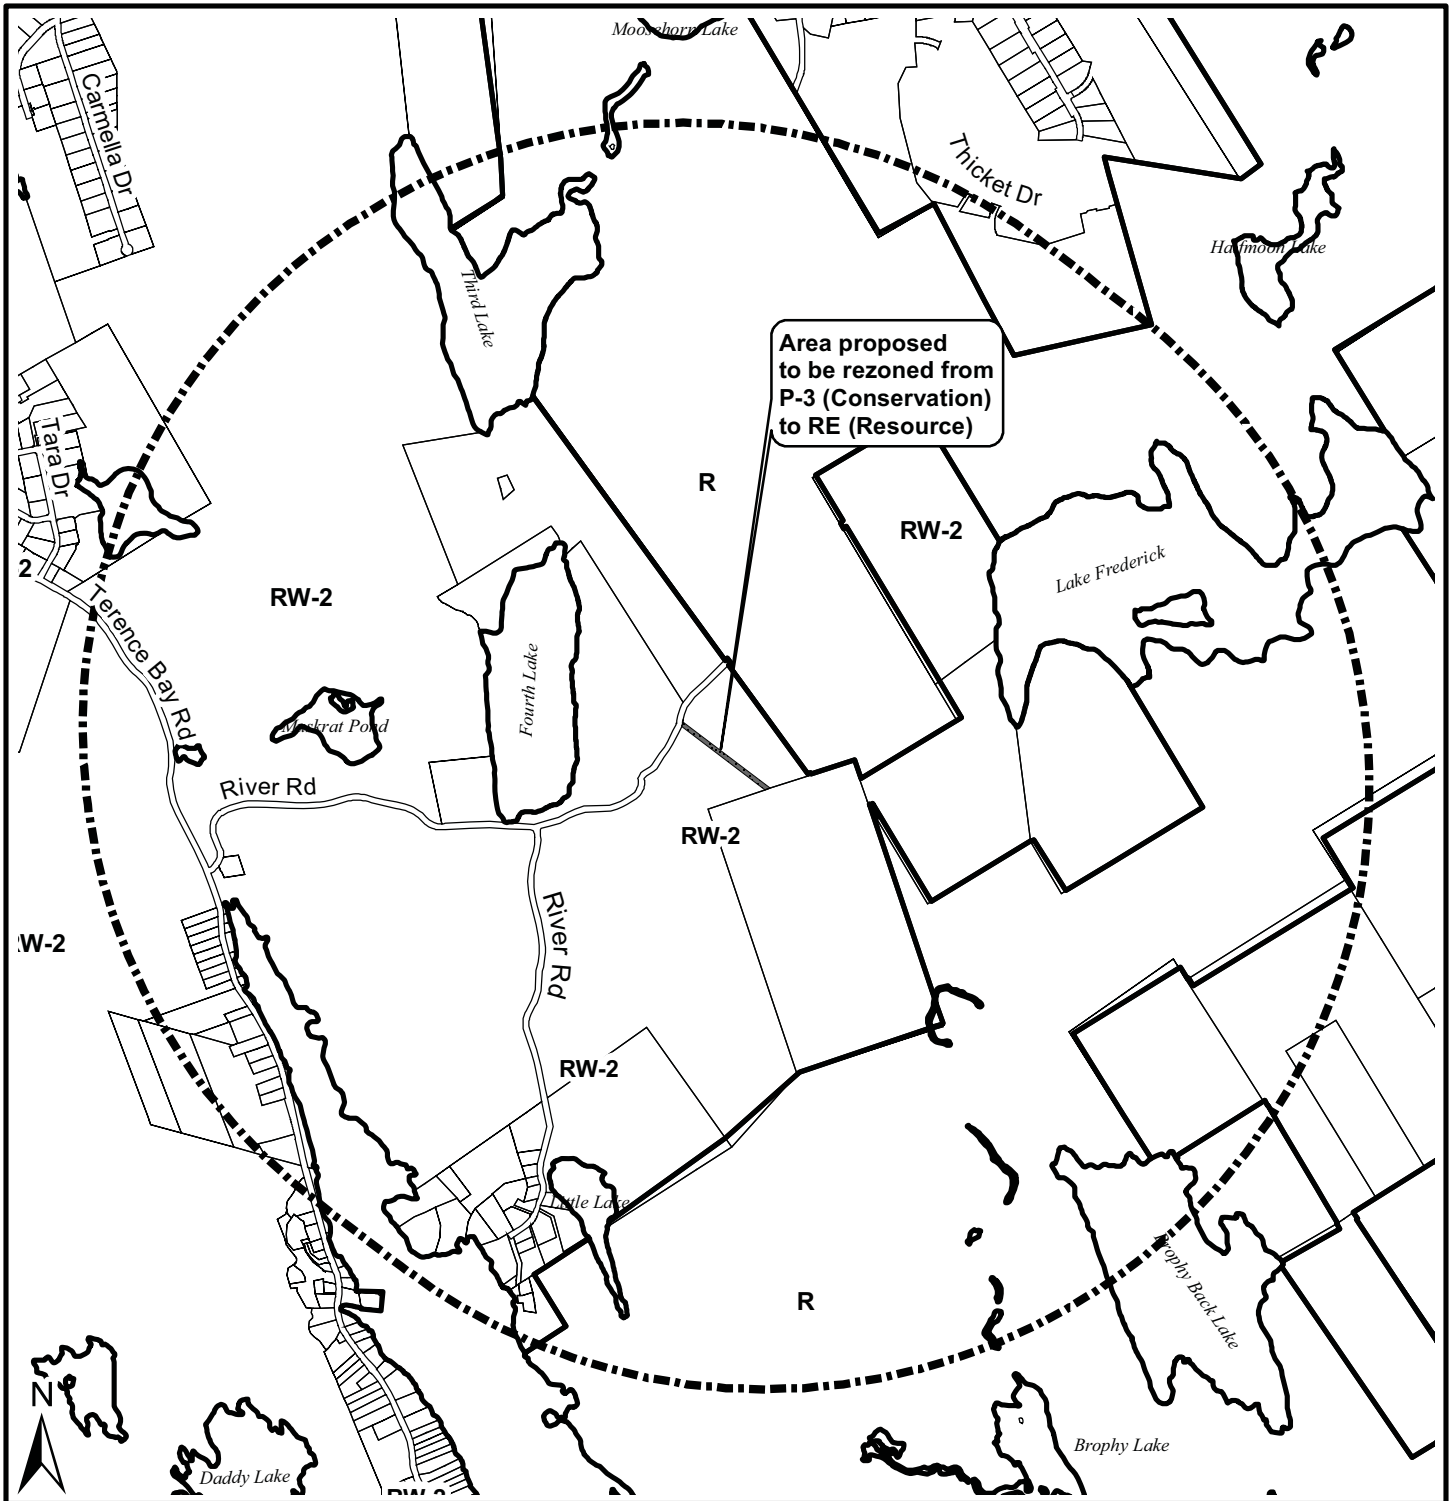 Moosehorn Lake
Carmella Dr
Thicket Dr
Halfmoon Lake
Third Lake
Area proposed
to be rezoned from
P-3 (Conservation)
to RE (Resource)
Tara Dr
R
RW-2
Lake Frederick
2
RW-2
Terence Bay Rd
Fourth Lake
Muskrat Pond
River Rd
RW-2
River Rd
RW-2
RW-2
Little Lake
Brophy Back Lake
R
N
Daddy Lake
Brophy Lake
RW-2